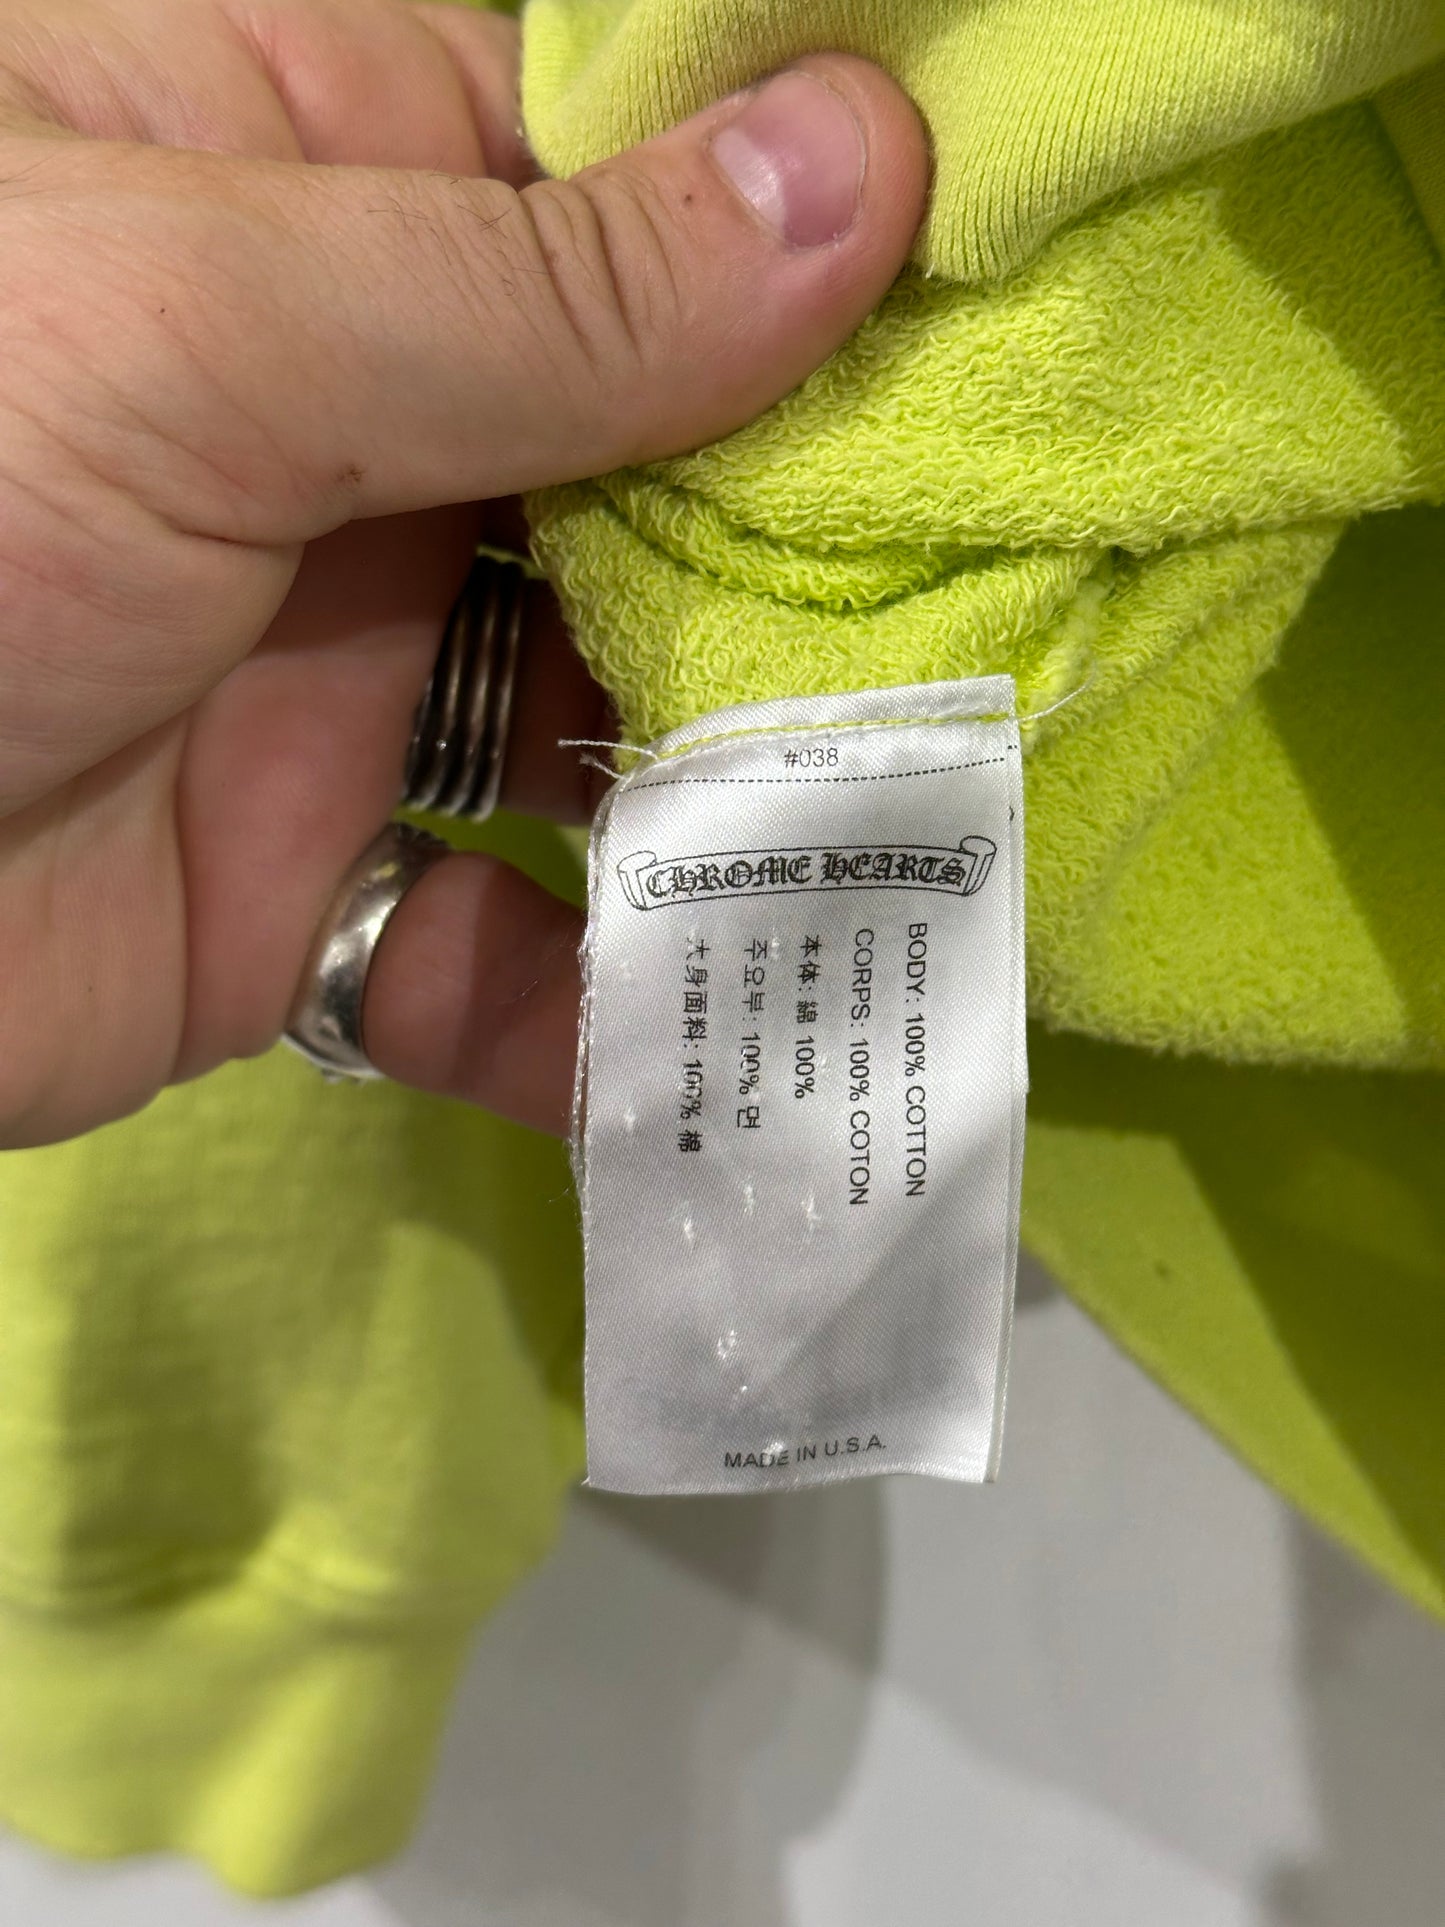 #038
CHROME HEARTS
BODY: 100% COTTON
CORPS: 100% COTON
本体: 綿 100%
주요부: 100% 면
大身面料: 100% 棉
MADE IN U.S.A.